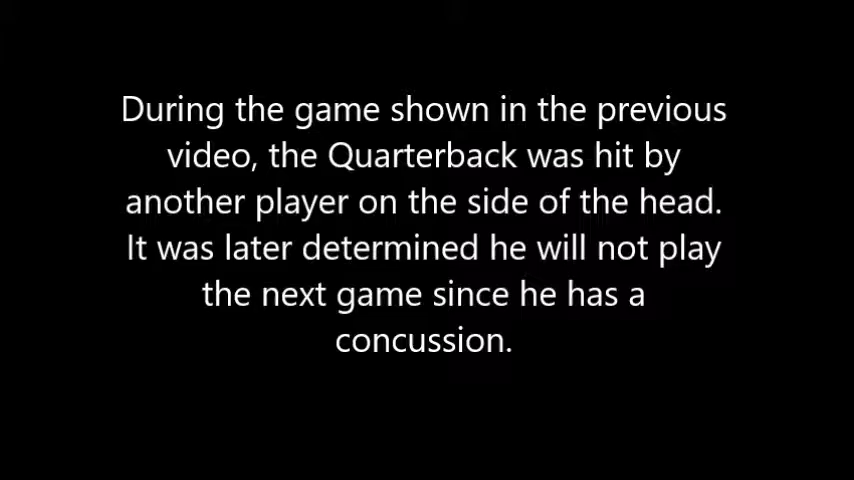 During the game shown in the previous
video, the Quarterback was hit by
another player on the side of the head.
It was later determined he will not play
the next game since he has a
concussion.